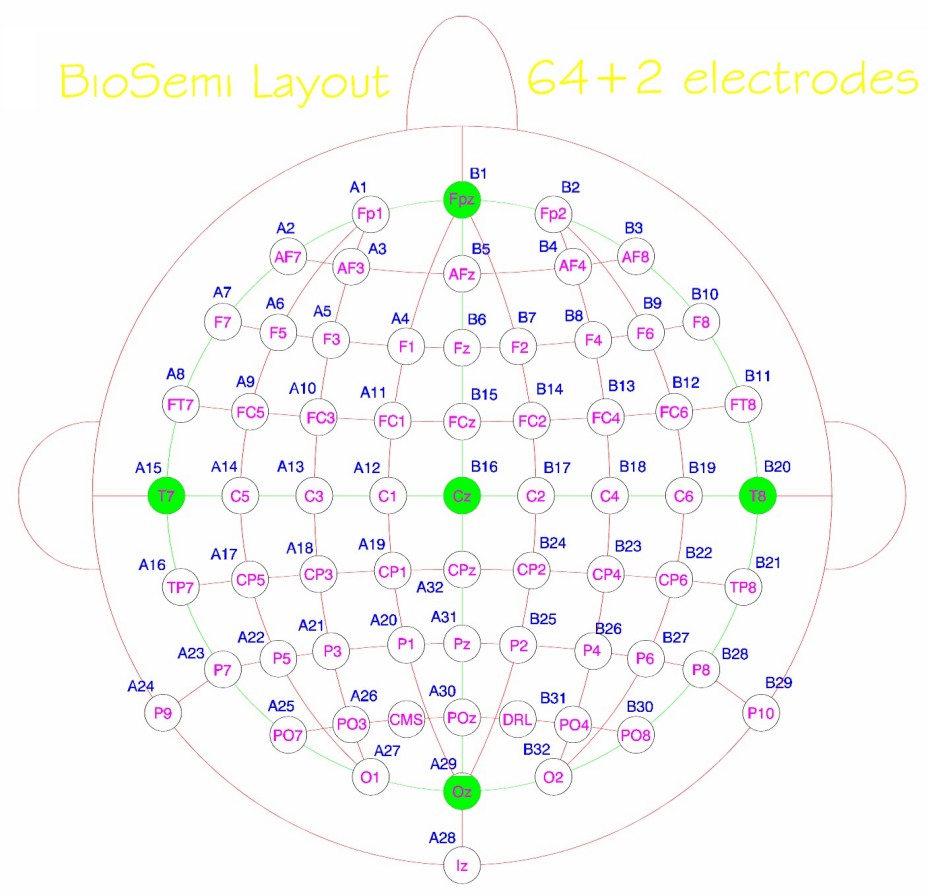 BioSemi Layout 64+2 electrodes
B1
A1 B2
Fpz
Fp1 Fp2
A2 B3
A3 B5 B4
AF7 AF8
AF3 AFz AF4
A7 B10
A6 B9
A5 A4 B6 B7 B8
F7 F5 F3 F1 Fz F2 F4 F6 F8
A8 A9 A10 A11 B15 B14 B13 B12 B11
FT7 FC5 FC3 FC1 FCz FC2 FC4 FC6 FT8
A15 A14 A13 A12 B16 B17 B18 B19 B20
T7 C5 C3 C1 Cz C2 C4 C6 T8
A16 A17 A18 A19 B24 B23 B22 B21
TP7 CP5 CP3 CP1 CPz CP2 CP4 CP6 TP8
A32
A23 A22 A21 A20 A31 B25 B26 B27 B28
P7 P5 P3 P1 Pz P2 P4 P6 P8
A24 B29
P9 P10
A25 A26 A30 B31 B30
PO7 PO3 CMS POz DRL PO4 PO8
A27 A29 B32
O1 Oz O2
A28
Iz